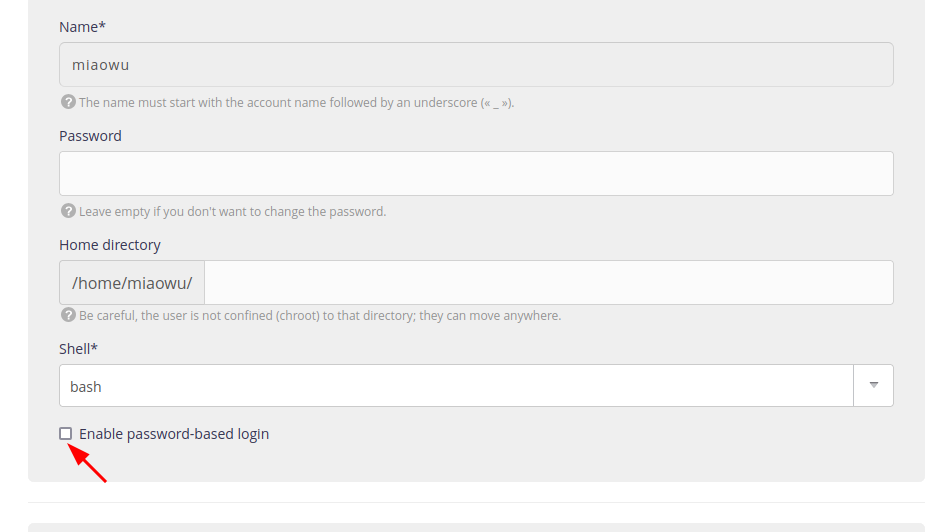 Name*
miaowu
? The name must start with the account name followed by an underscore (« _ »).
Password
? Leave empty if you don't want to change the password.
Home directory
/home/miaowu/
? Be careful, the user is not confined (chroot) to that directory; they can move anywhere.
Shell*
bash
Enable password-based login